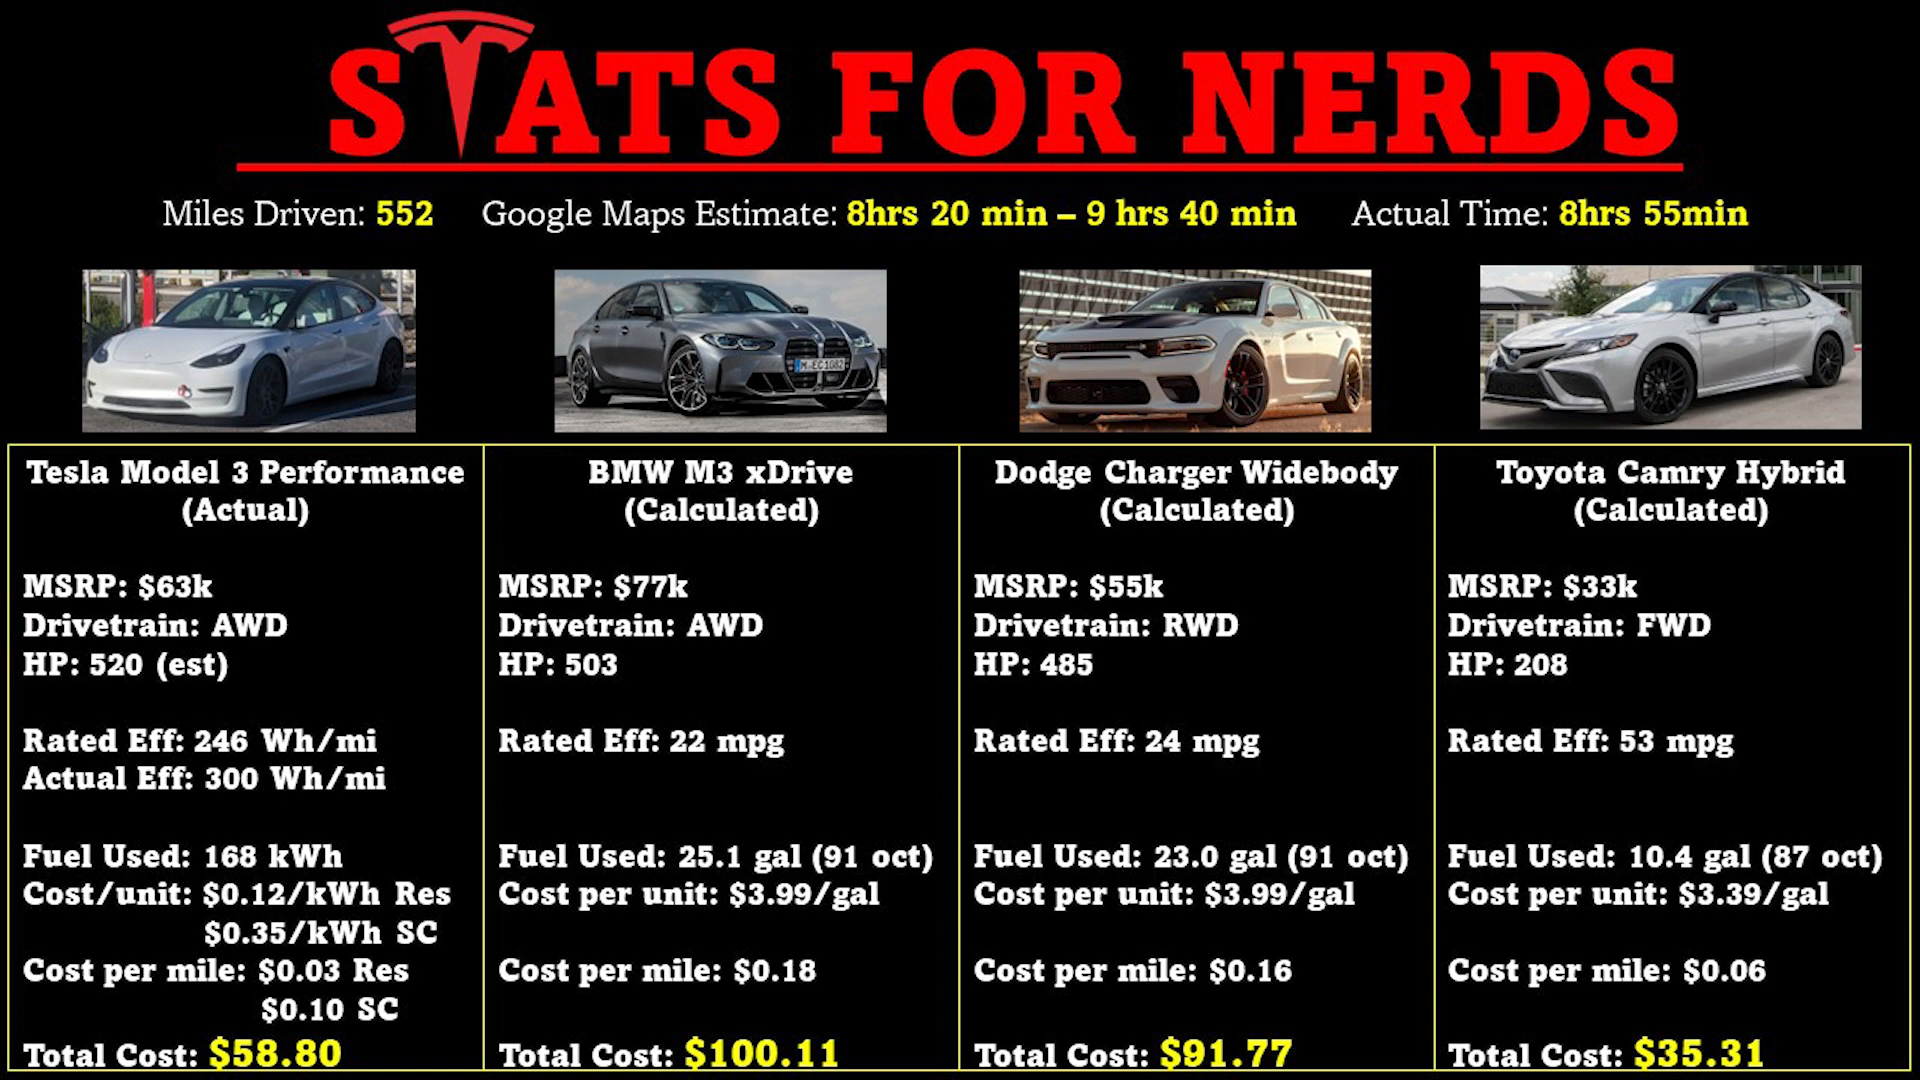 STATS FOR NERDS
Miles Driven: 552 Google Maps Estimate: 8hrs 20 min – 9 hrs 40 min Actual Time: 8hrs 55min
M·EC1082
Tesla Model 3 Performance
(Actual)
MSRP: $63k
Drivetrain: AWD
HP: 520 (est)
Rated Eff: 246 Wh/mi
Actual Eff: 300 Wh/mi
Fuel Used: 168 kWh
Cost/unit: $0.12/kWh Res
$0.35/kWh SC
Cost per mile: $0.03 Res
$0.10 SC
Total Cost: $58.80
BMW M3 xDrive
(Calculated)
MSRP: $77k
Drivetrain: AWD
HP: 503
Rated Eff: 22 mpg
Fuel Used: 25.1 gal (91 oct)
Cost per unit: $3.99/gal
Cost per mile: $0.18
Total Cost: $100.11
Dodge Charger Widebody
(Calculated)
MSRP: $55k
Drivetrain: RWD
HP: 485
Rated Eff: 24 mpg
Fuel Used: 23.0 gal (91 oct)
Cost per unit: $3.99/gal
Cost per mile: $0.16
Total Cost: $91.77
Toyota Camry Hybrid
(Calculated)
MSRP: $33k
Drivetrain: FWD
HP: 208
Rated Eff: 53 mpg
Fuel Used: 10.4 gal (87 oct)
Cost per unit: $3.39/gal
Cost per mile: $0.06
Total Cost: $35.31